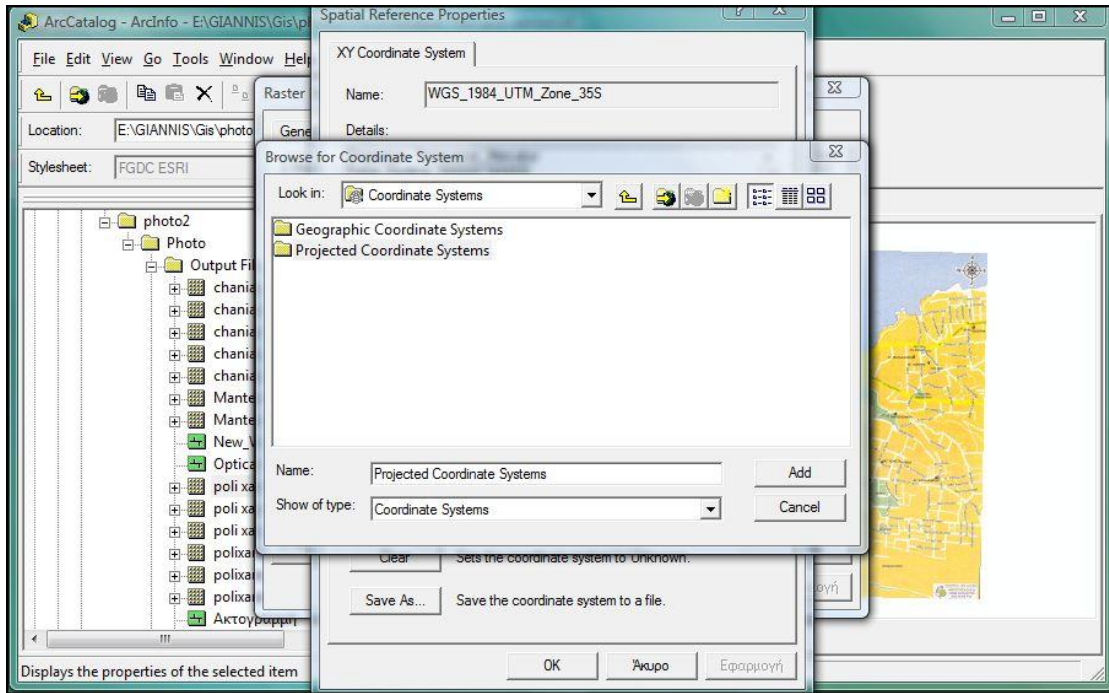 ArcCatalog - ArcInfo - E:\GIANNIS\Gis\p
Spatial Reference Properties
File Edit View Go Tools Window Help
XY Coordinate System
Name: WGS_1984_UTM_Zone_35S
Details:
Raster
Gene
Location: E:\GIANNIS\Gis\photo
Stylesheet: FGDC ESRI
Browse for Coordinate System
Look in: Coordinate Systems
Geographic Coordinate Systems
Projected Coordinate Systems
Name: Projected Coordinate Systems
Add
Show of type: Coordinate Systems
Cancel
photo2
Photo
Output Fil
chania
chania
chania
chania
chania
Mante
Mante
New_
Optica
poli xa
poli xa
poli xa
polixa
polixa
polixa
Ακτογραμμη
Clear Sets the coordinate system to Unknown.
Save As... Save the coordinate system to a file.
ογή
OK Άκυρο Εφαρμογή
Displays the properties of the selected item